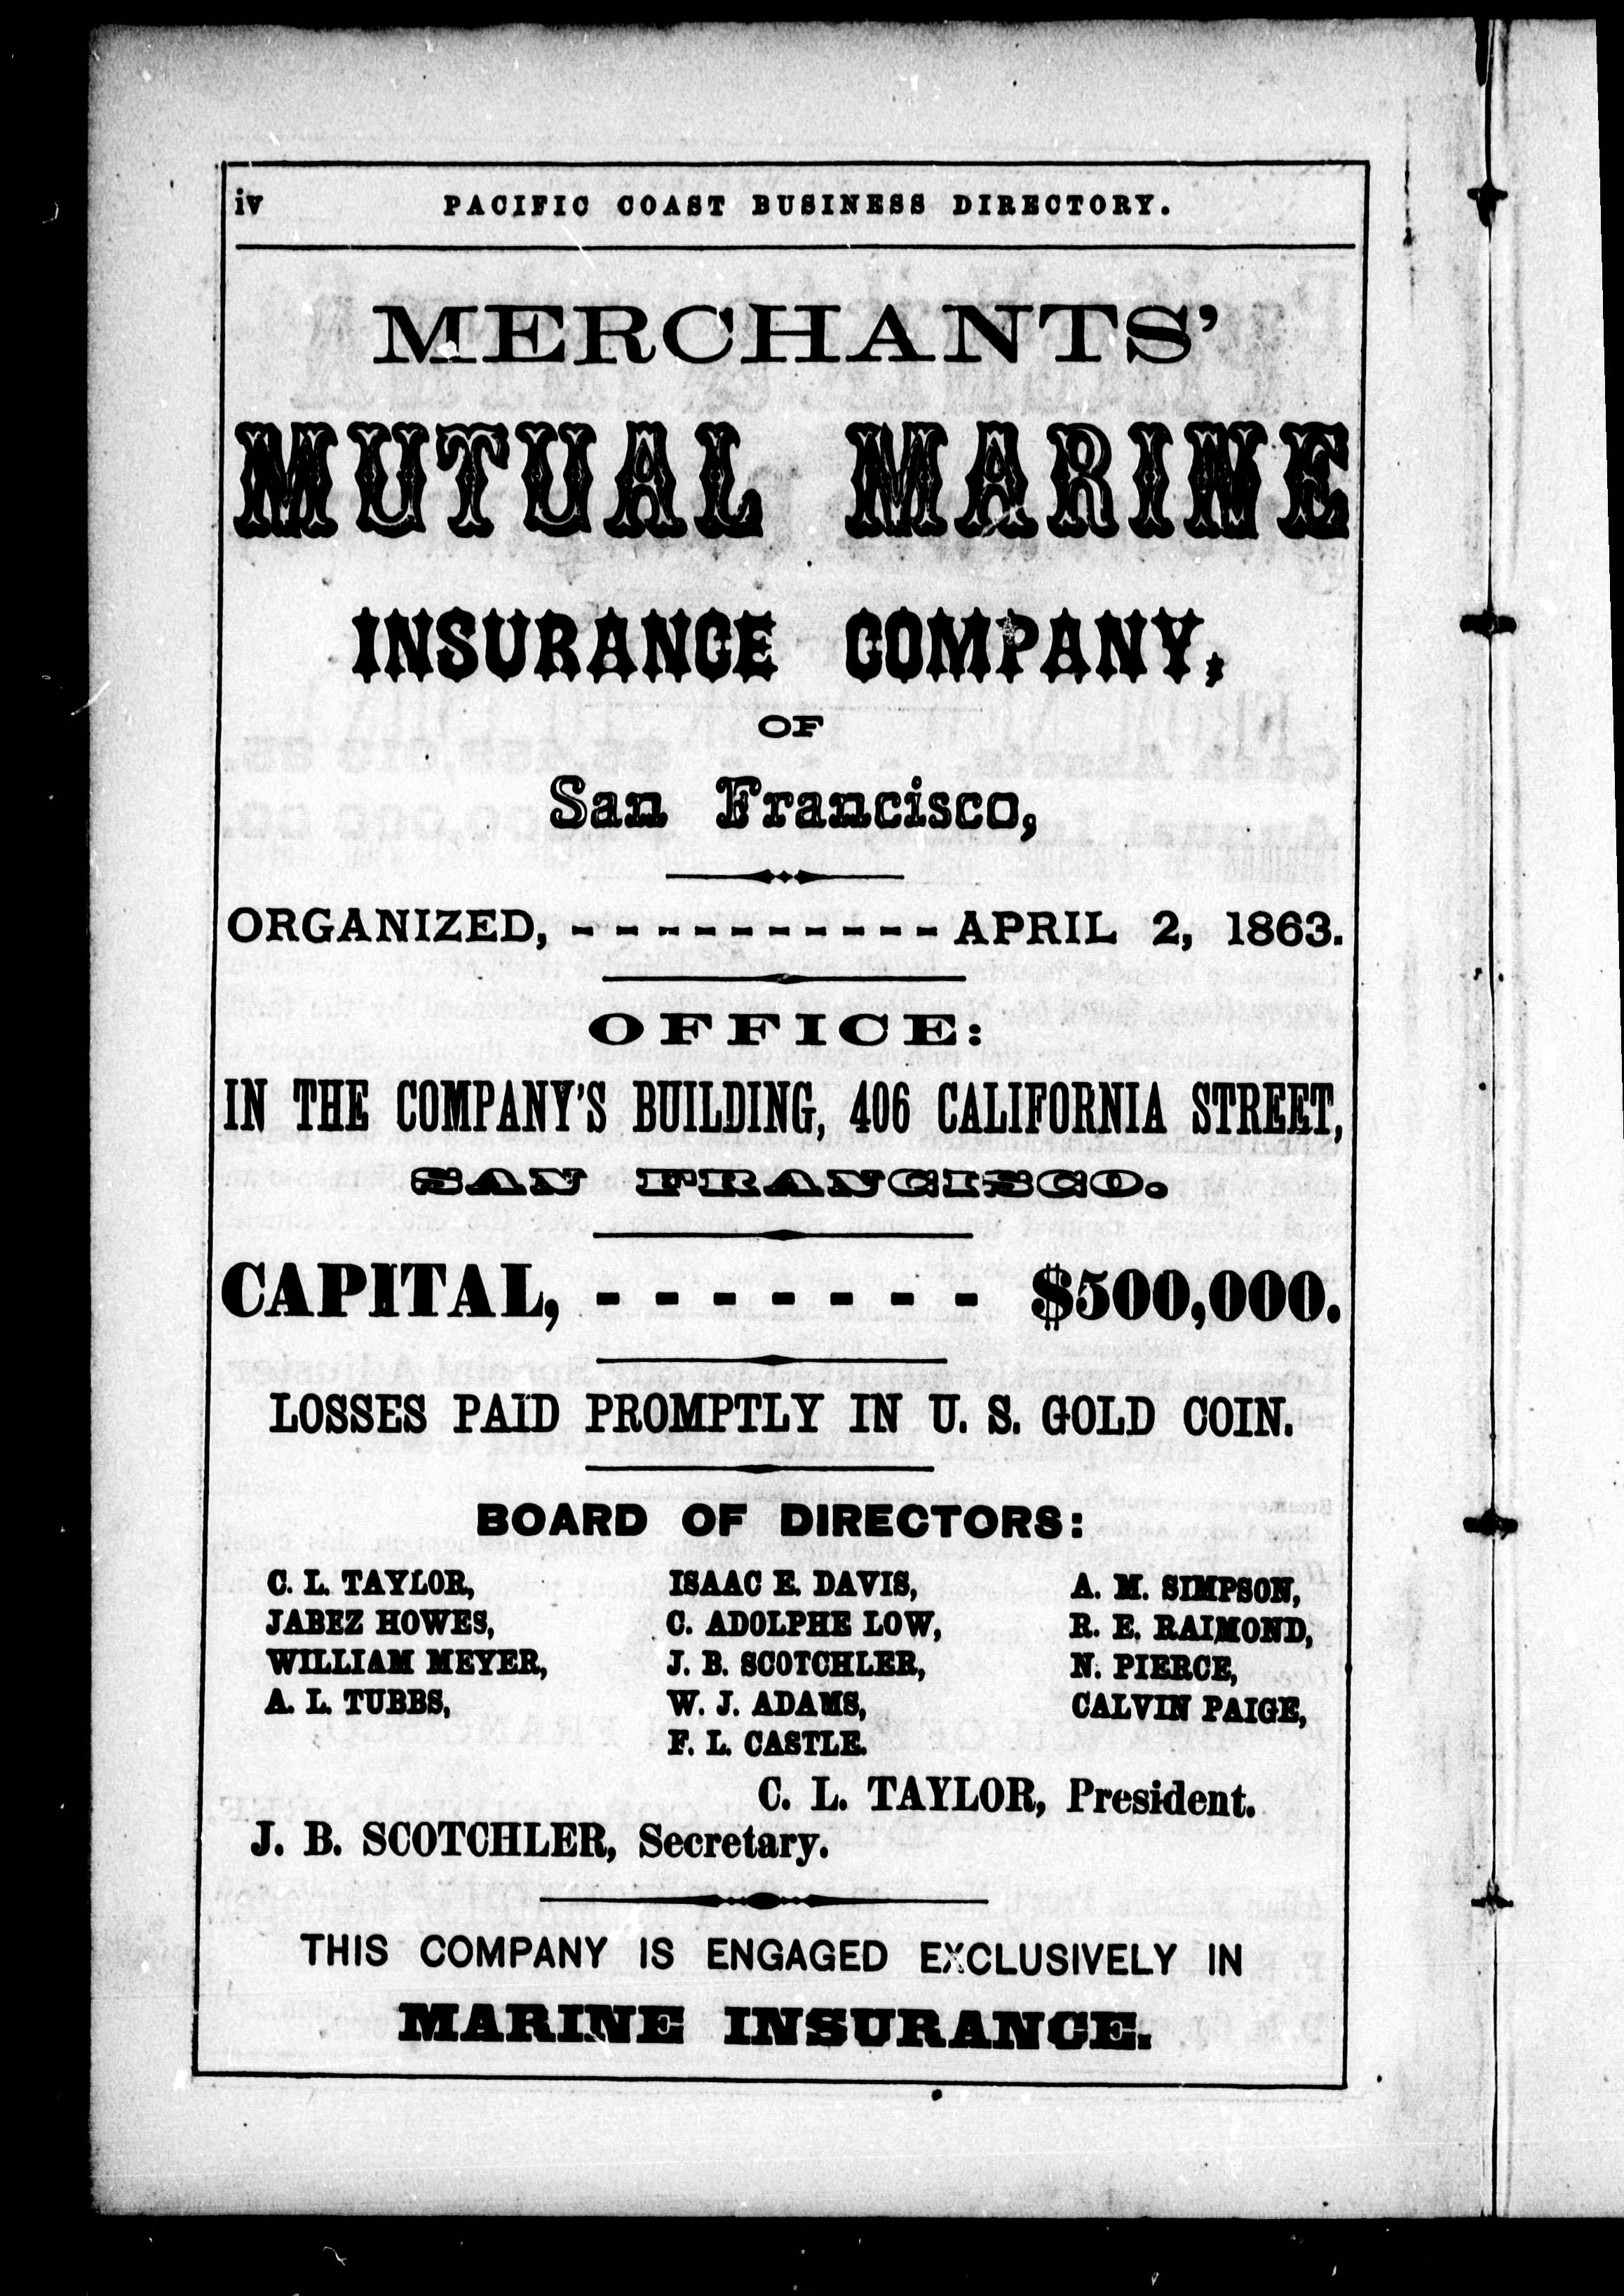 iv PACIFIC COAST BUSINESS DIRECTORY.
MERCHANTS'
MUTUAL MARINE
INSURANCE COMPANY,
OF
San Francisco,
ORGANIZED, - - - - - - - - - - APRIL 2, 1863.
OFFICE:
IN THE COMPANY'S BUILDING, 406 CALIFORNIA STREET,
SAN FRANCISCO.
CAPITAL, - - - - - - - $500,000.
LOSSES PAID PROMPTLY IN U. S. GOLD COIN.
BOARD OF DIRECTORS:
C. L. TAYLOR, ISAAC E. DAVIS, A. M. SIMPSON,
JABEZ HOWES, C. ADOLPHE LOW, R. E. RAIMOND,
WILLIAM MEYER, J. B. SCOTCHLER, N. PIERCE,
A. L. TUBBS, W. J. ADAMS, CALVIN PAIGE,
F. L. CASTLE.
C. L. TAYLOR, President.
J. B. SCOTCHLER, Secretary.
THIS COMPANY IS ENGAGED EXCLUSIVELY IN
MARINE INSURANCE.